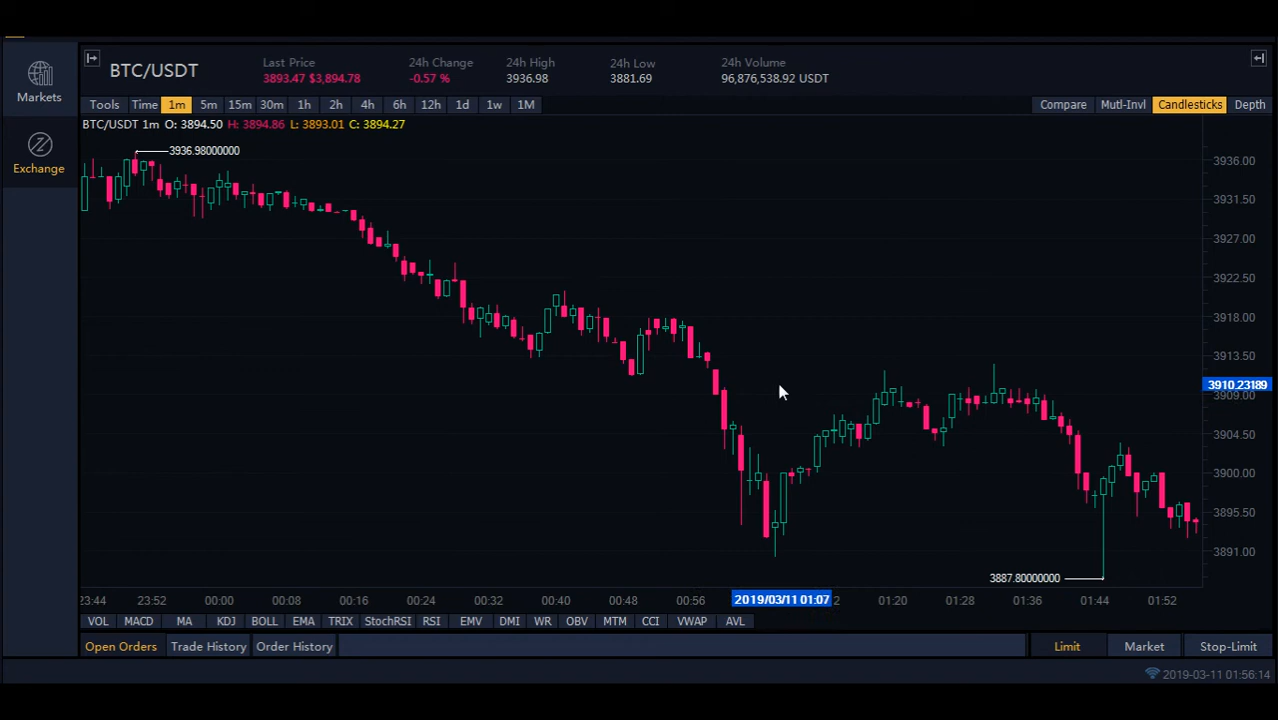 BTC/USDT
Last Price
3893.47 $3,894.78
24h Change
-0.57 %
24h High
3936.98
24h Low
3881.69
24h Volume
96,876,538.92 USDT
Markets
Exchange
Tools Time 1m 5m 15m 30m 1h 2h 4h 6h 12h 1d 1w 1M Compare Mutl-Invl Candlesticks Depth
BTC/USDT 1m O: 3894.50 H: 3894.86 L: 3893.01 C: 3894.27
3936.98000000
3936.00
3931.50
3927.00
3922.50
3918.00
3913.50
3910.23189
3909.00
3904.50
3900.00
3895.50
3891.00
3887.80000000
23:44 23:52 00:00 00:08 00:16 00:24 00:32 00:40 00:48 00:56 2019/03/11 01:07 2 01:20 01:28 01:36 01:44 01:52
VOL MACD MA KDJ BOLL EMA TRIX StochRSI RSI EMV DMI WR OBV MTM CCI VWAP AVL
Open Orders Trade History Order History Limit Market Stop-Limit
2019-03-11 01:56:14